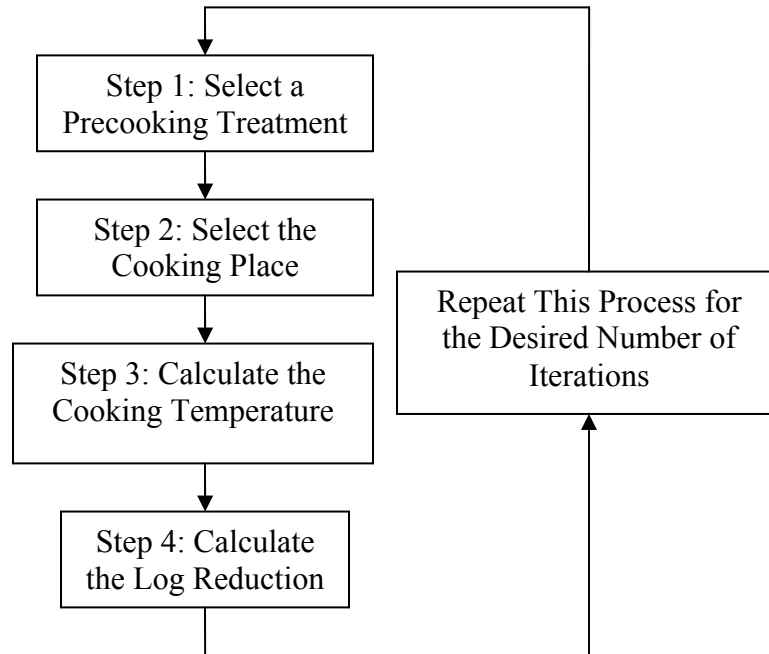 Step 1: Select a
Precooking Treatment
Step 2: Select the
Cooking Place
Step 3: Calculate the
Cooking Temperature
Step 4: Calculate
the Log Reduction
Repeat This Process for
the Desired Number of
Iterations